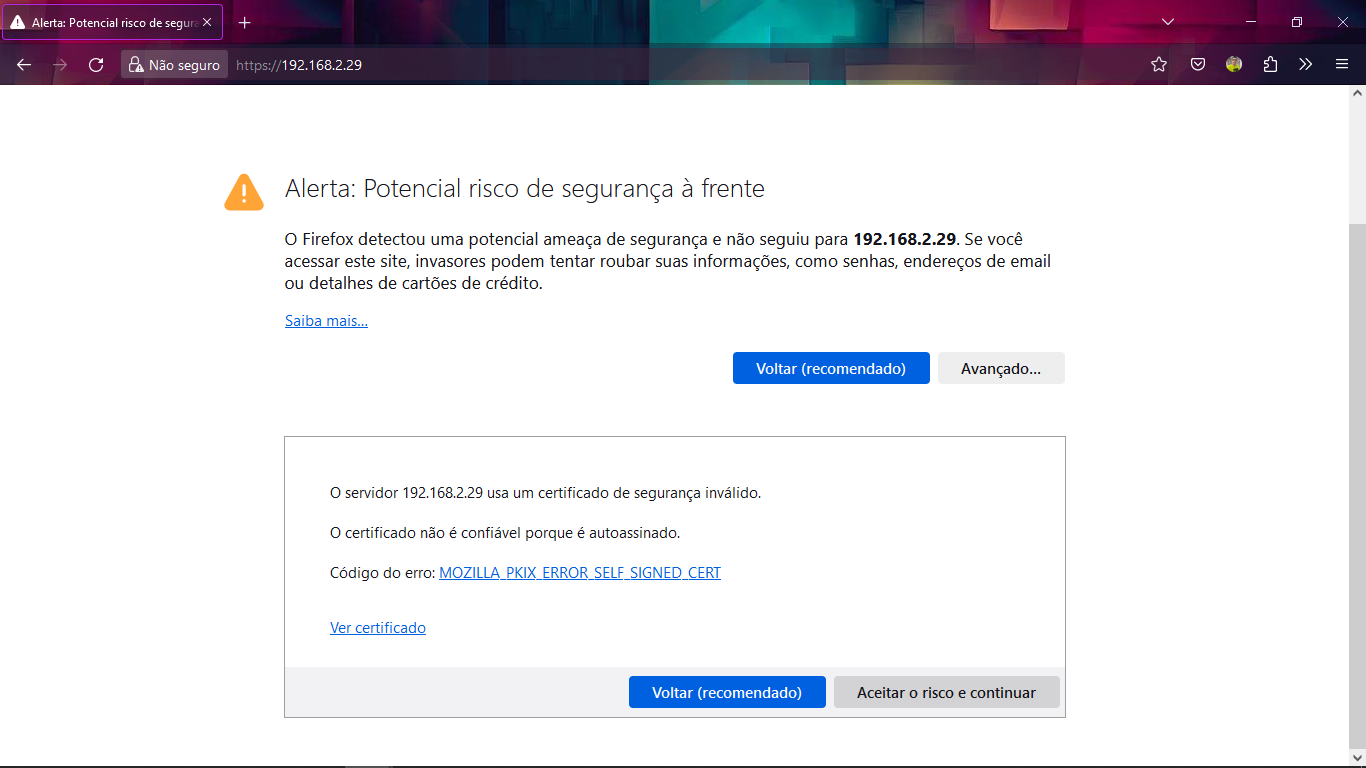 Alerta: Potencial risco de segura
Não seguro
https://192.168.2.29
Alerta: Potencial risco de segurança à frente
O Firefox detectou uma potencial ameaça de segurança e não seguiu para 192.168.2.29. Se você
acessar este site, invasores podem tentar roubar suas informações, como senhas, endereços de email
ou detalhes de cartões de crédito.
Saiba mais...
Voltar (recomendado)
Avançado...
O servidor 192.168.2.29 usa um certificado de segurança inválido.
O certificado não é confiável porque é autoassinado.
Código do erro: MOZILLA_PKIX_ERROR_SELF_SIGNED_CERT
Ver certificado
Voltar (recomendado)
Aceitar o risco e continuar